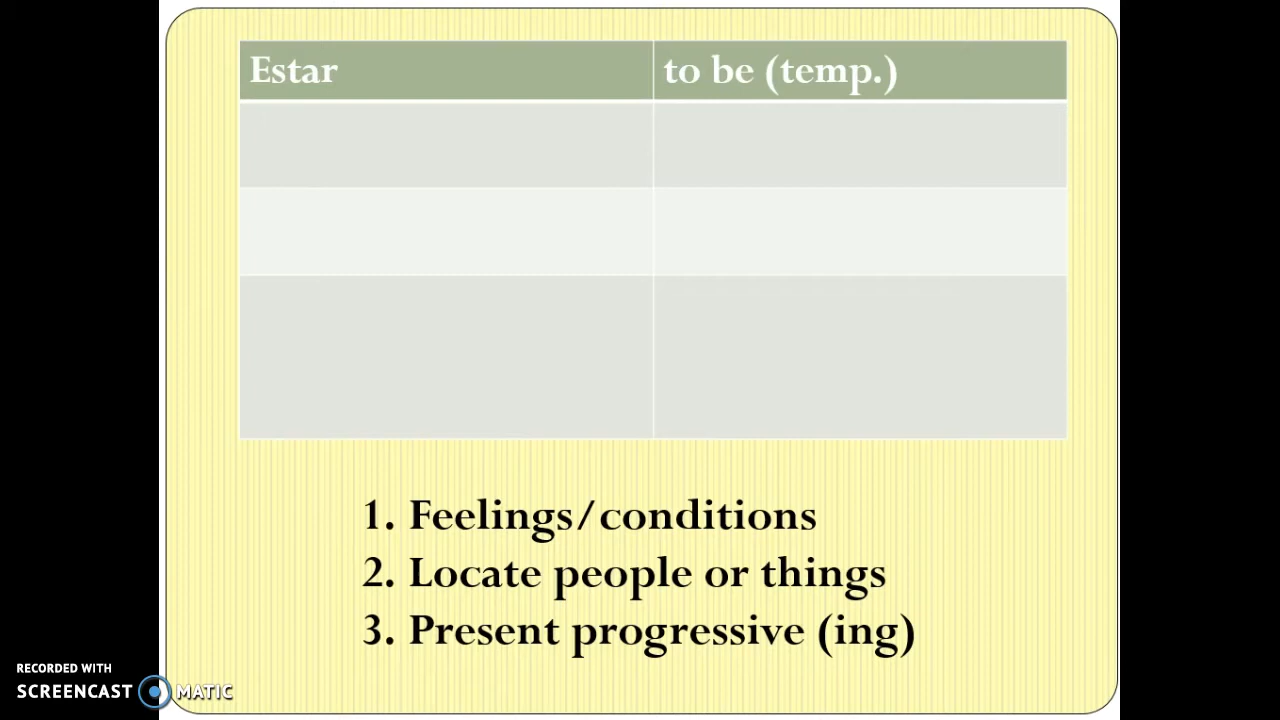 Estar
to be (temp.)
1. Feelings/conditions
2. Locate people or things
3. Present progressive (ing)
RECORDED WITH
SCREENCAST MATIC